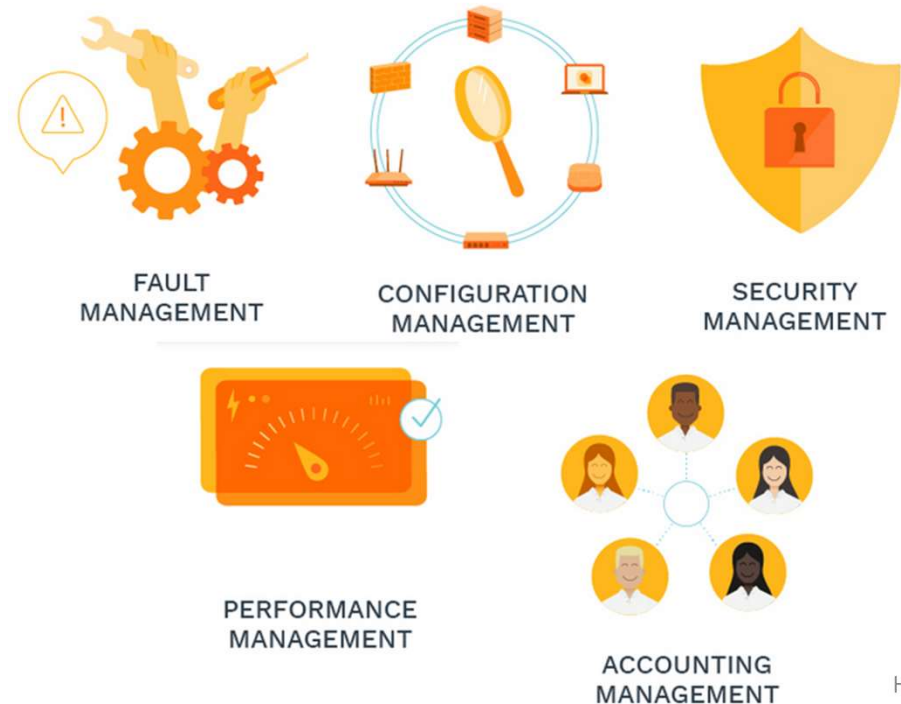 FAULT
MANAGEMENT
CONFIGURATION
MANAGEMENT
SECURITY
MANAGEMENT
PERFORMANCE
MANAGEMENT
ACCOUNTING
MANAGEMENT